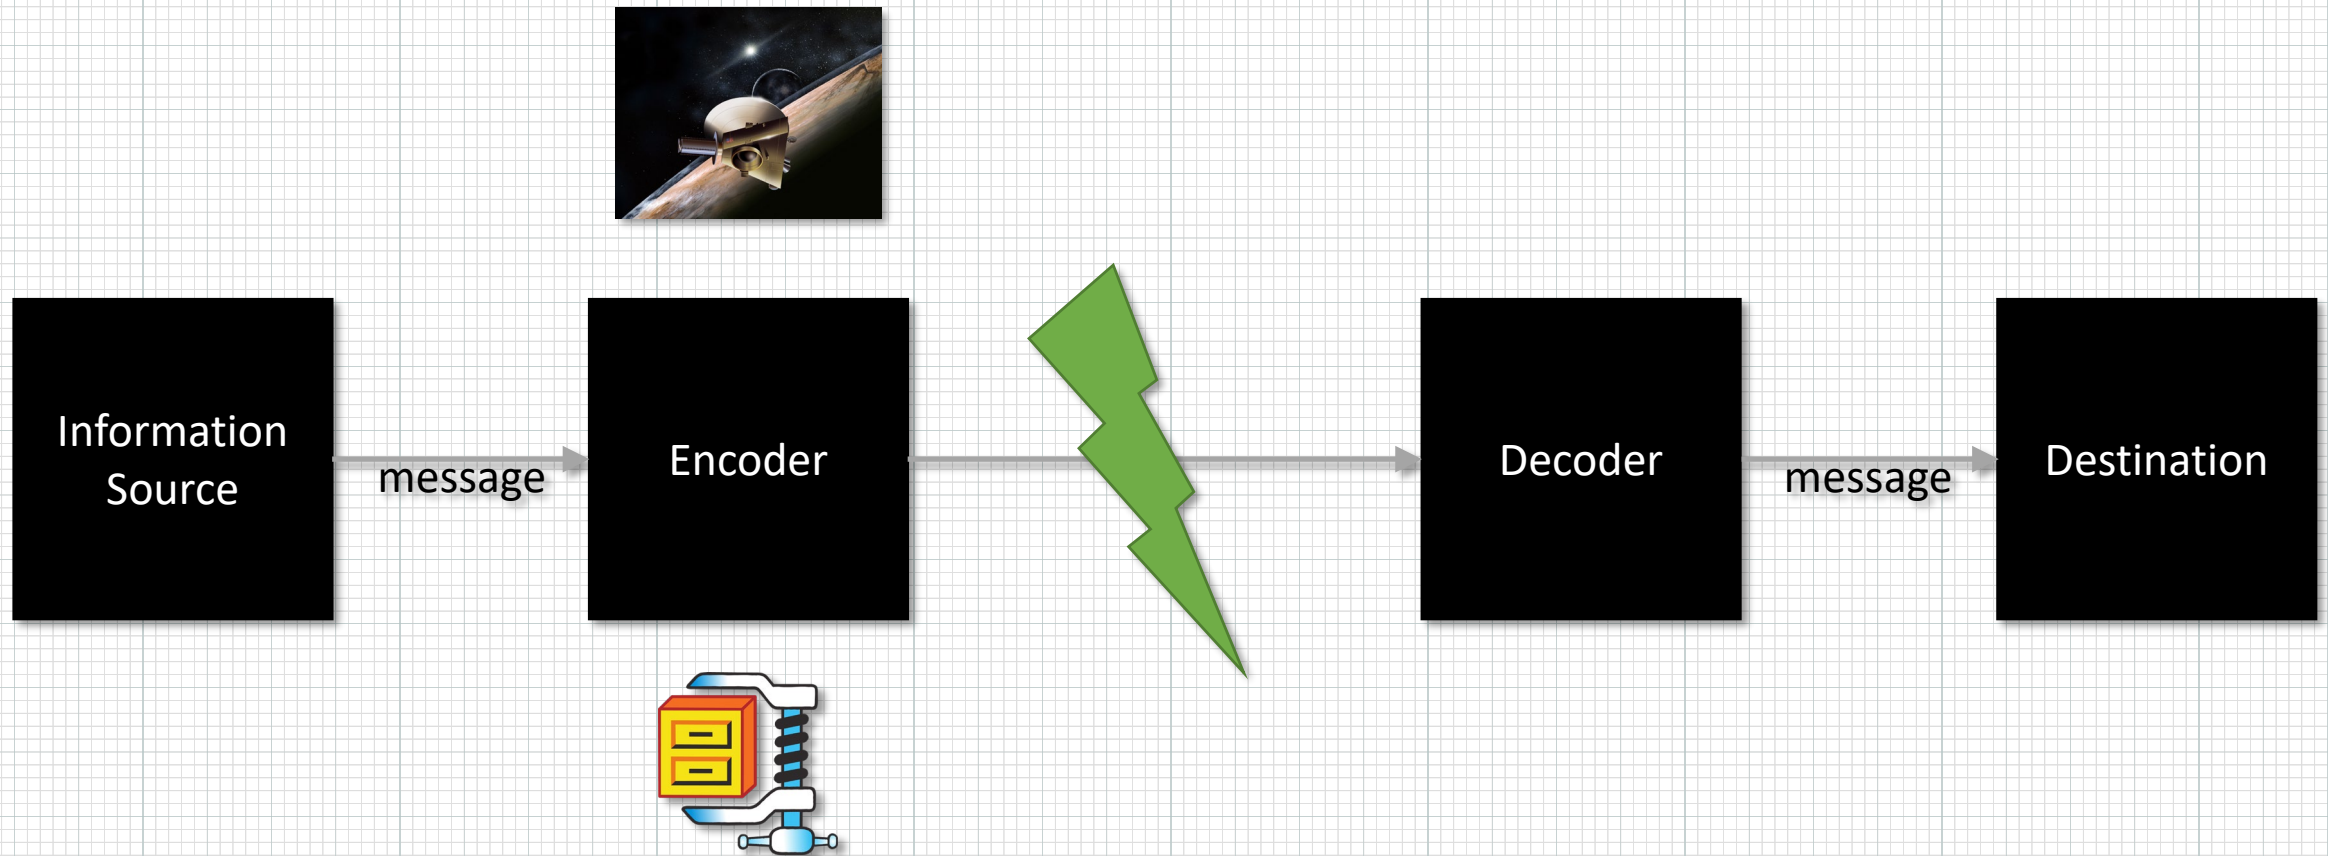 Information
Source
message
Encoder
Decoder
message
Destination